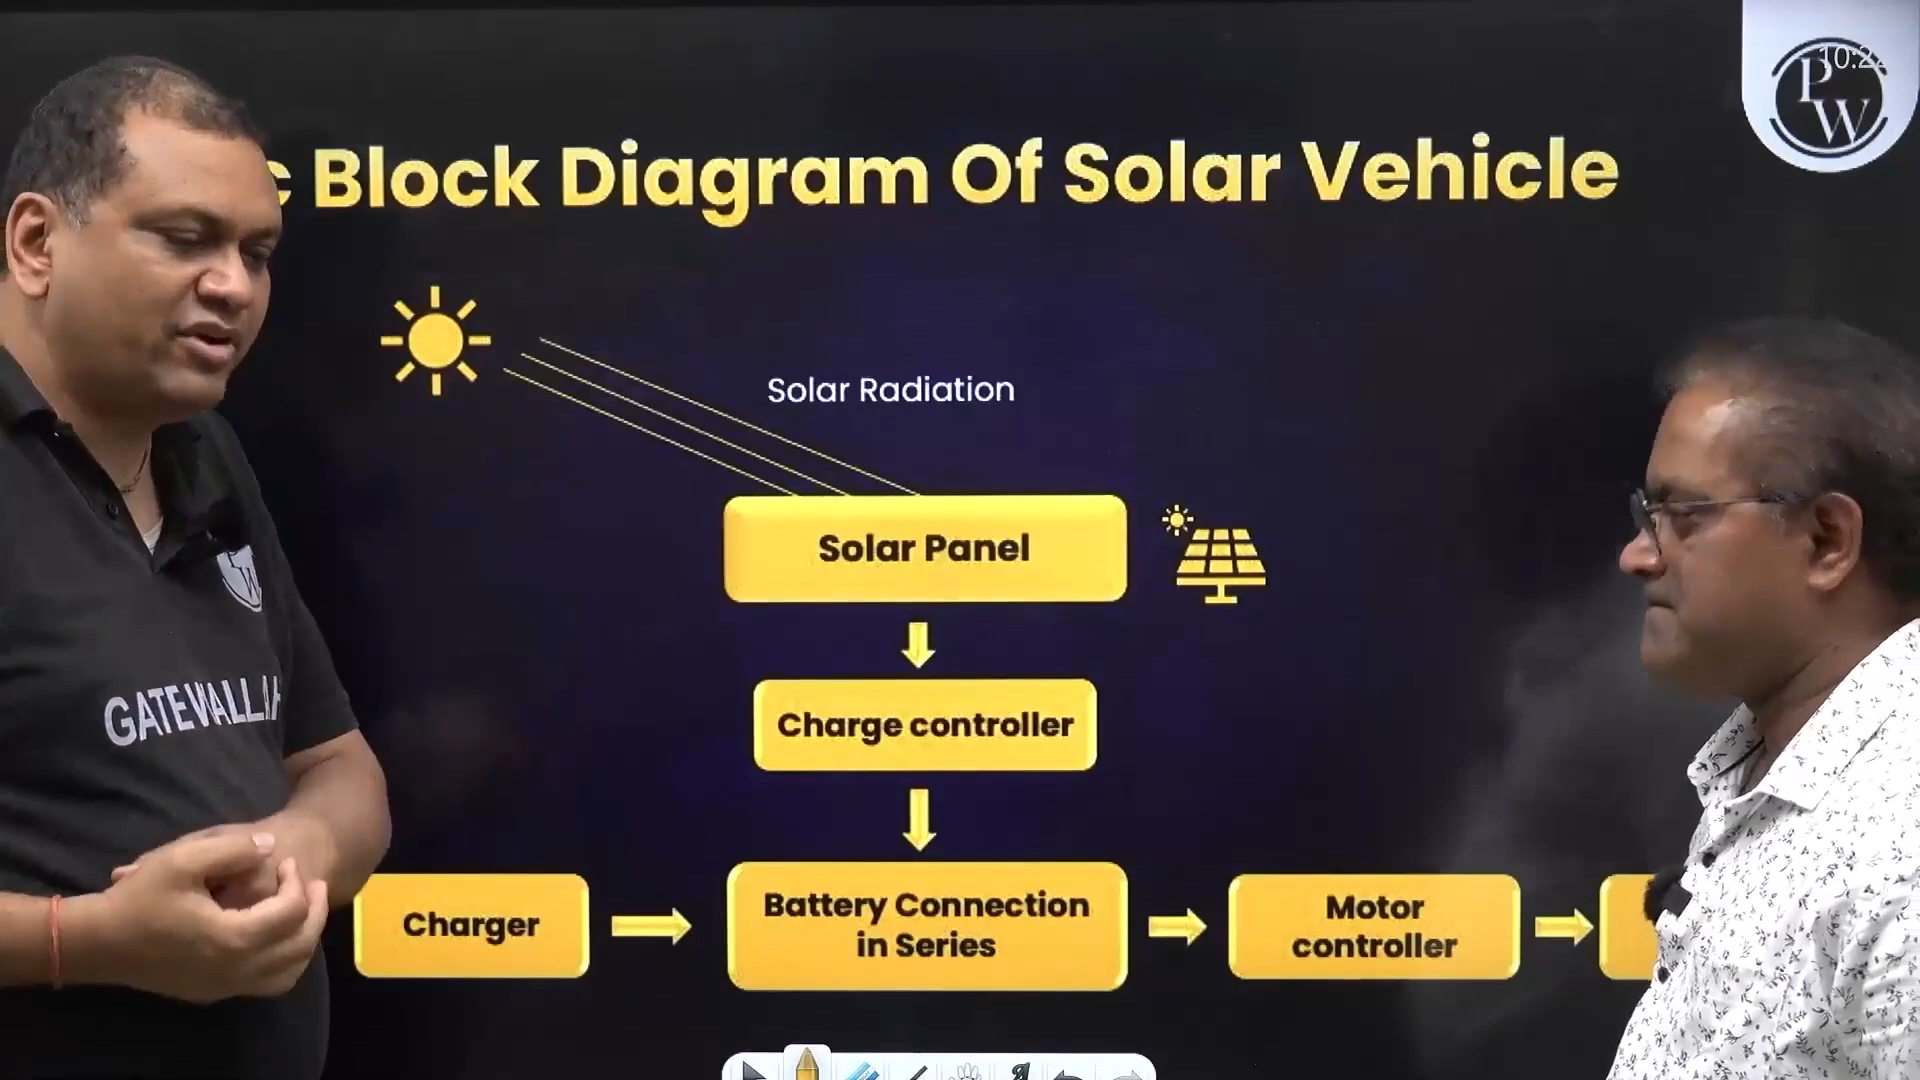 c Block Diagram Of Solar Vehicle
PW
Solar Radiation
Solar Panel
Charge controller
GATEWALLAH
Charger
Battery Connection
in Series
Motor
controller